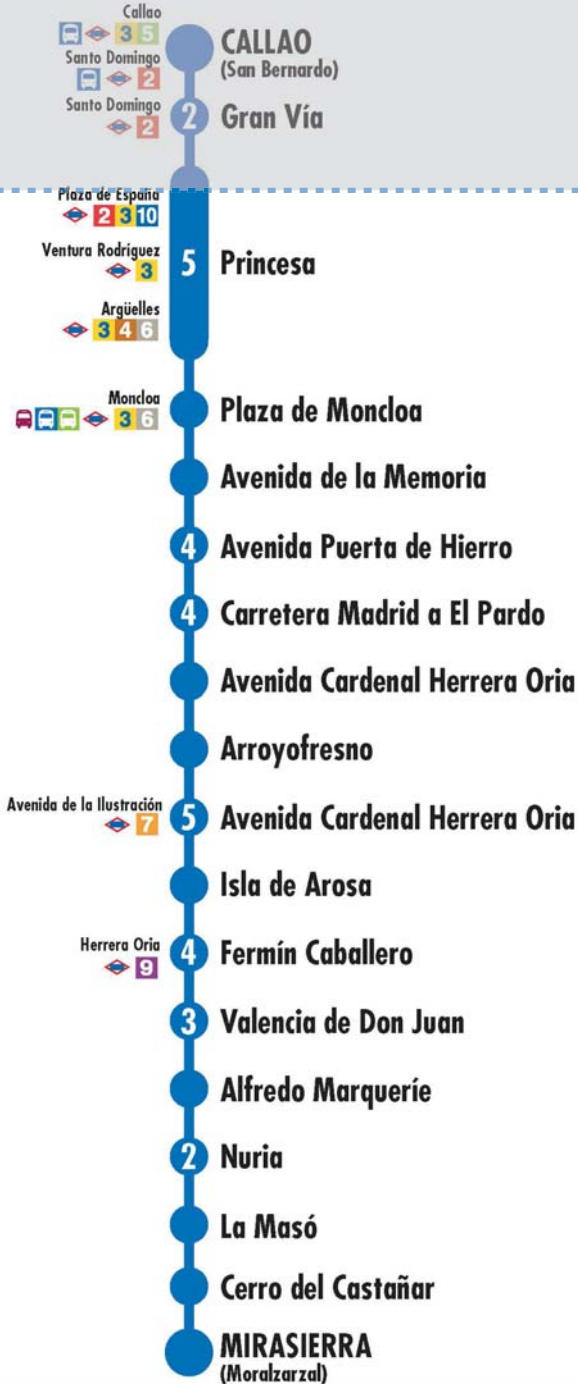 Callao
3 5
CALLAO
(San Bernardo)
Santo Domingo
2
Santo Domingo
2
2 Gran Vía
Plaza de España
2 3 10
Ventura Rodríguez
3
5 Princesa
Argüelles
3 4 6
Moncloa
3 6
Plaza de Moncloa
Avenida de la Memoria
4 Avenida Puerta de Hierro
4 Carretera Madrid a El Pardo
Avenida Cardenal Herrera Oria
Arroyofresno
Avenida de la Ilustración
7
5 Avenida Cardenal Herrera Oria
Isla de Arosa
Herrera Oria
9
4 Fermín Caballero
3 Valencia de Don Juan
Alfredo Marqueríe
2 Nuria
La Masó
Cerro del Castañar
MIRASIERRA
(Moralzarzal)